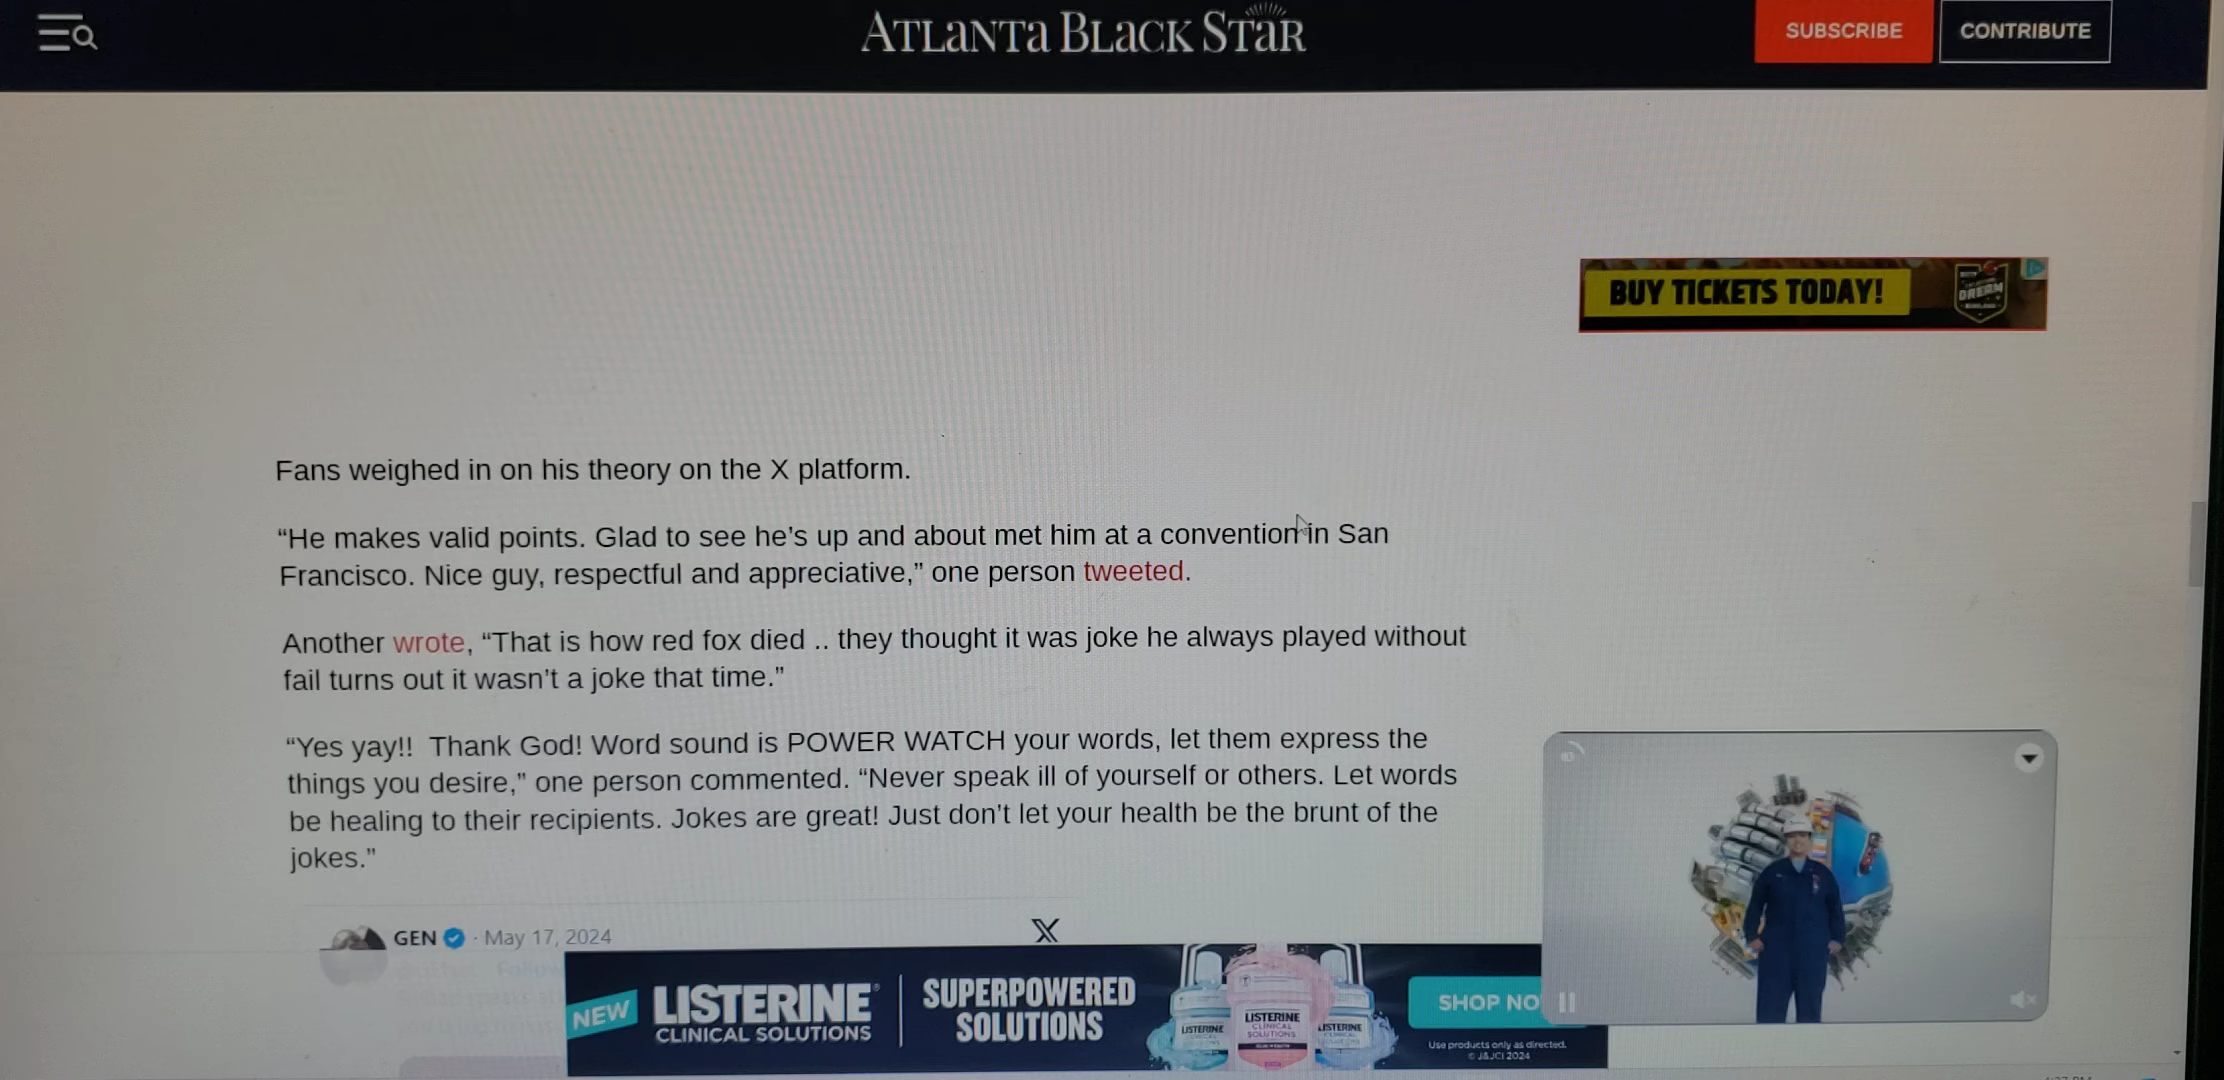 ATLANTA BLACK STAR
SUBSCRIBE
CONTRIBUTE
BUY TICKETS TODAY!
DREAM
Fans weighed in on his theory on the X platform.
“He makes valid points. Glad to see he’s up and about met him at a convention in San
Francisco. Nice guy, respectful and appreciative,” one person tweeted.
Another wrote, “That is how red fox died .. they thought it was joke he always played without
fail turns out it wasn’t a joke that time.”
“Yes yay!!  Thank God! Word sound is POWER WATCH your words, let them express the
things you desire,” one person commented. “Never speak ill of yourself or others. Let words
be healing to their recipients. Jokes are great! Just don’t let your health be the brunt of the
jokes.”
GEN · May 17, 2024
X
NEW
LISTERINE®
CLINICAL SOLUTIONS
SUPERPOWERED
SOLUTIONS
LISTERINE
LISTERINE
CLINICAL
SOLUTIONS
LISTERINE
SHOP NO
Use products only as directed.
© J&JCI 2024